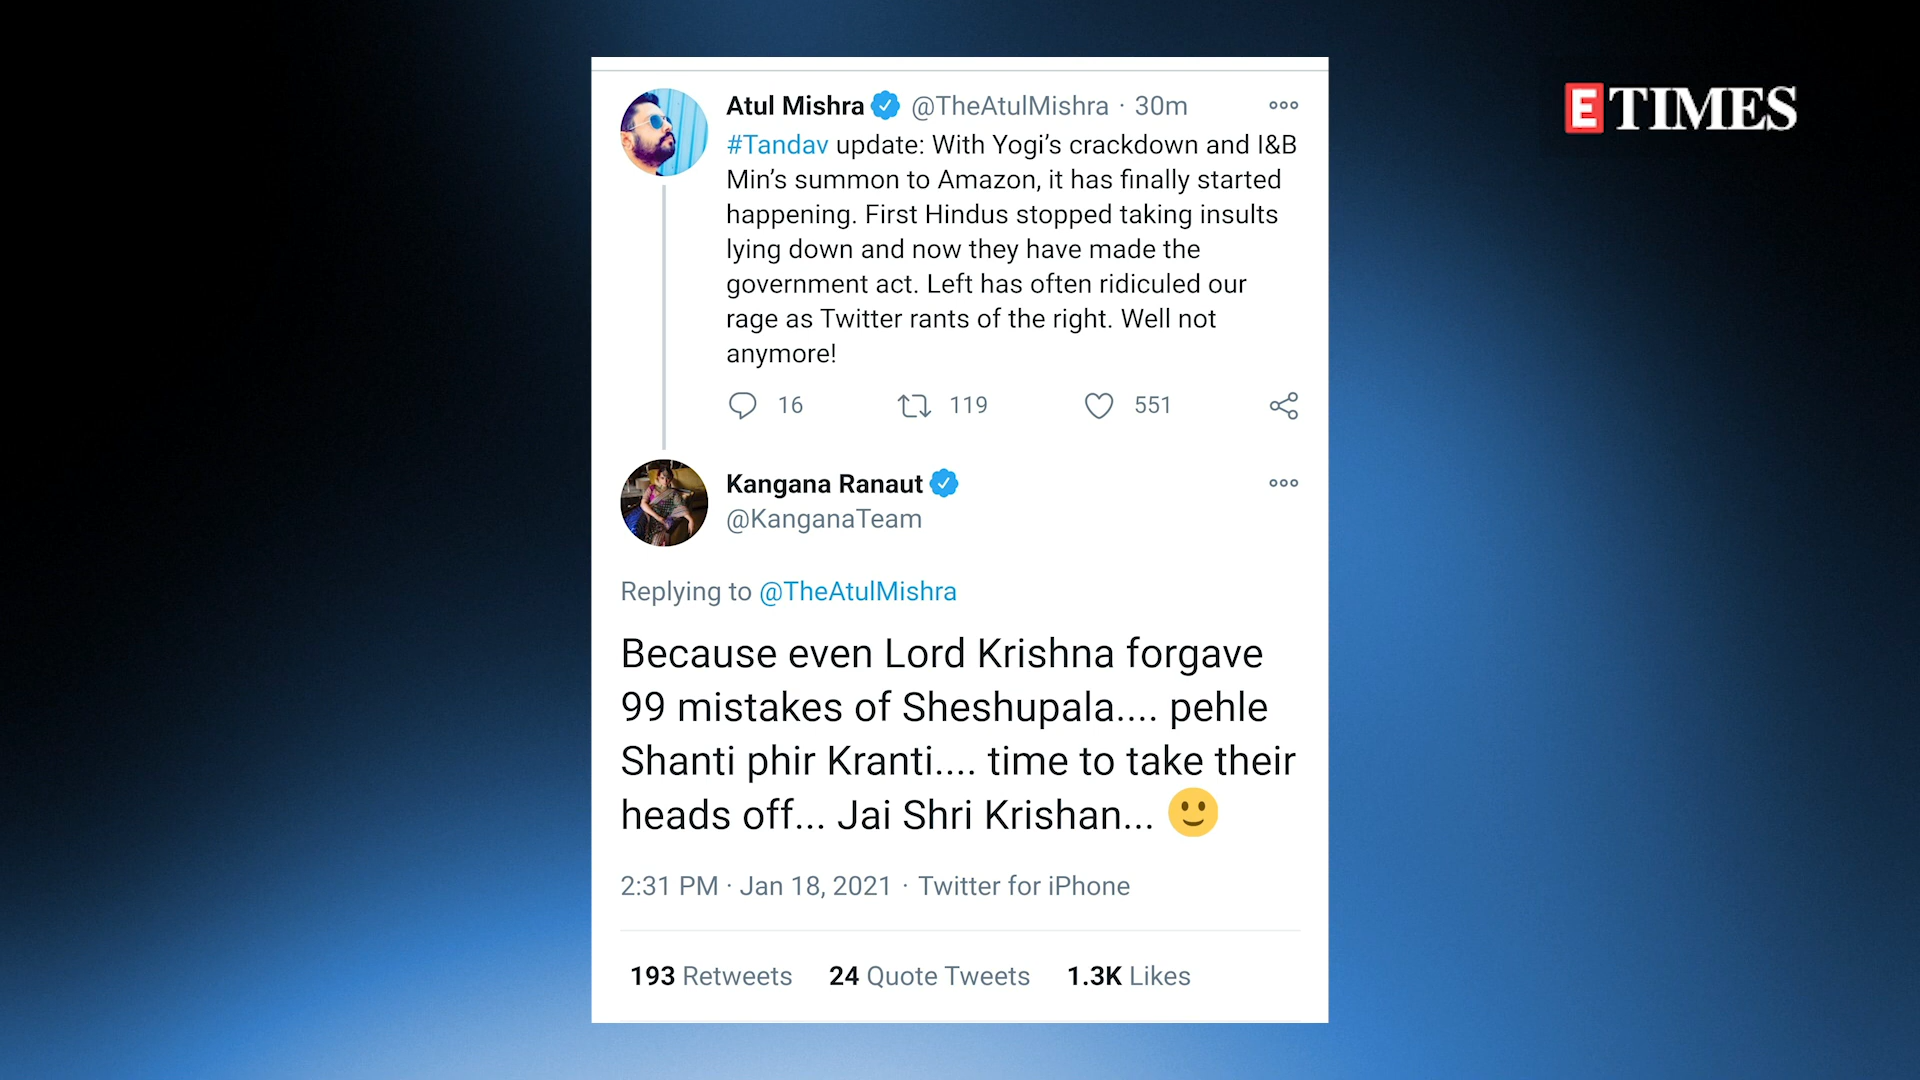 ETIMES
Atul Mishra @TheAtulMishra · 30m
#Tandav update: With Yogi’s crackdown and I&B
Min’s summon to Amazon, it has finally started
happening. First Hindus stopped taking insults
lying down and now they have made the
government act. Left has often ridiculed our
rage as Twitter rants of the right. Well not
anymore!
16 119 551
Kangana Ranaut
@KanganaTeam
Replying to @TheAtulMishra
Because even Lord Krishna forgave
99 mistakes of Sheshupala.... pehle
Shanti phir Kranti.... time to take their
heads off... Jai Shri Krishan... 🙂
2:31 PM · Jan 18, 2021 · Twitter for iPhone
193 Retweets 24 Quote Tweets 1.3K Likes